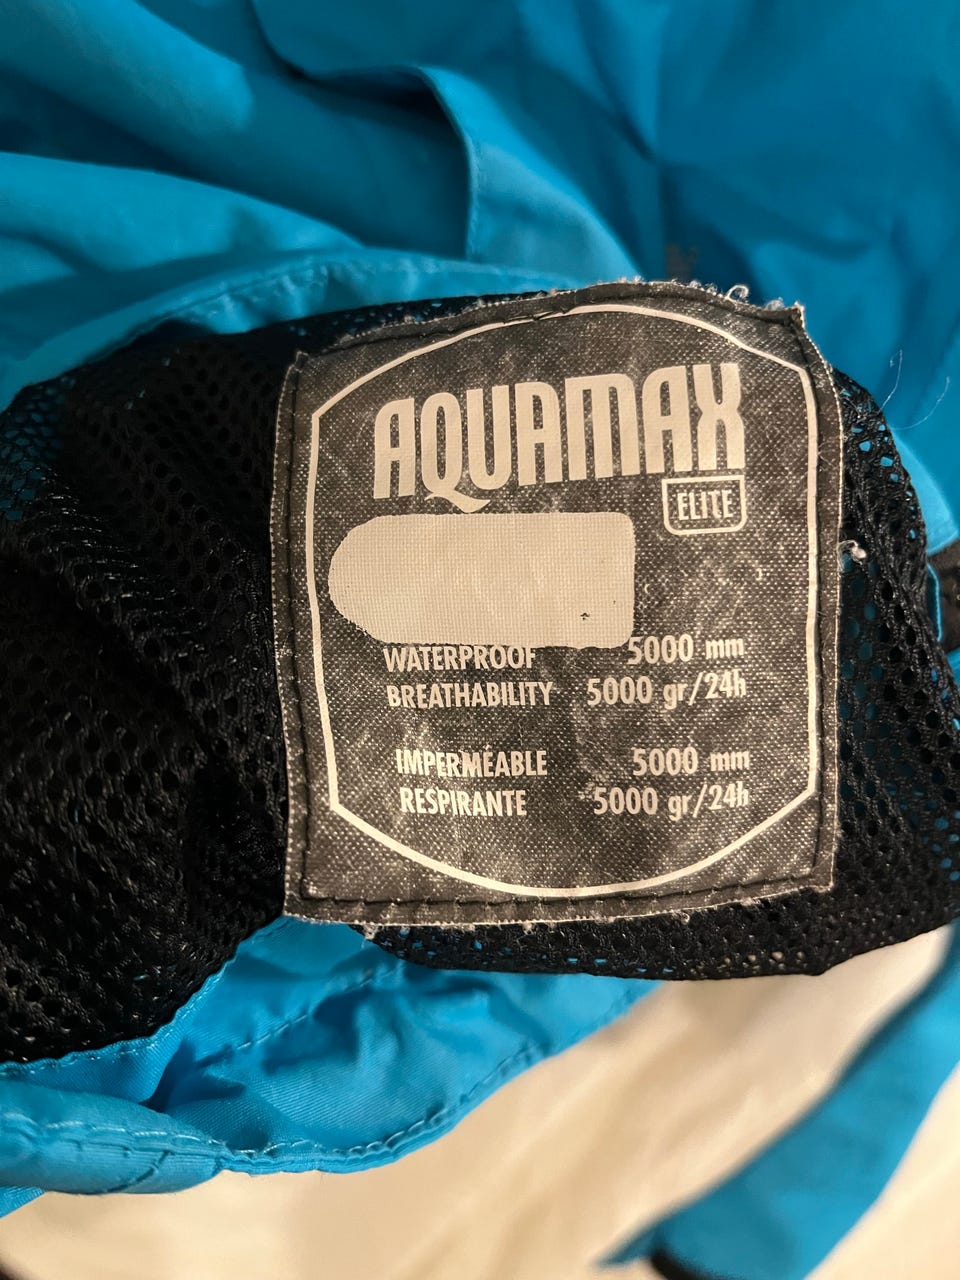 AQUAMAX
ELITE
WATERPROOF 5000 mm
BREATHABILITY 5000 gr/24h
IMPERMÉABLE 5000 mm
RESPIRANTE 5000 gr/24h